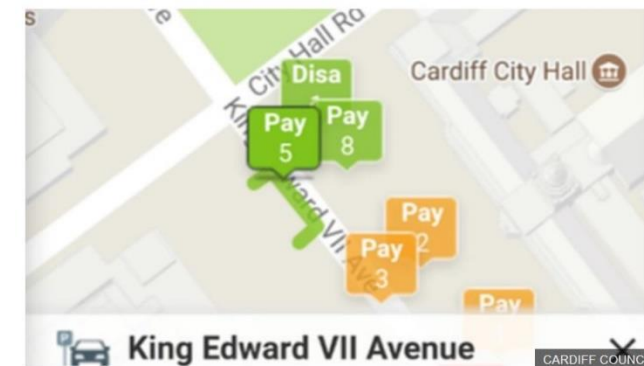 City Hall Rd
Cardiff City Hall
Disa
Pay
5
Pay
8
King Edward VII Ave
Pay
2
Pay
3
Pay
King Edward VII Avenue
CARDIFF COUNC